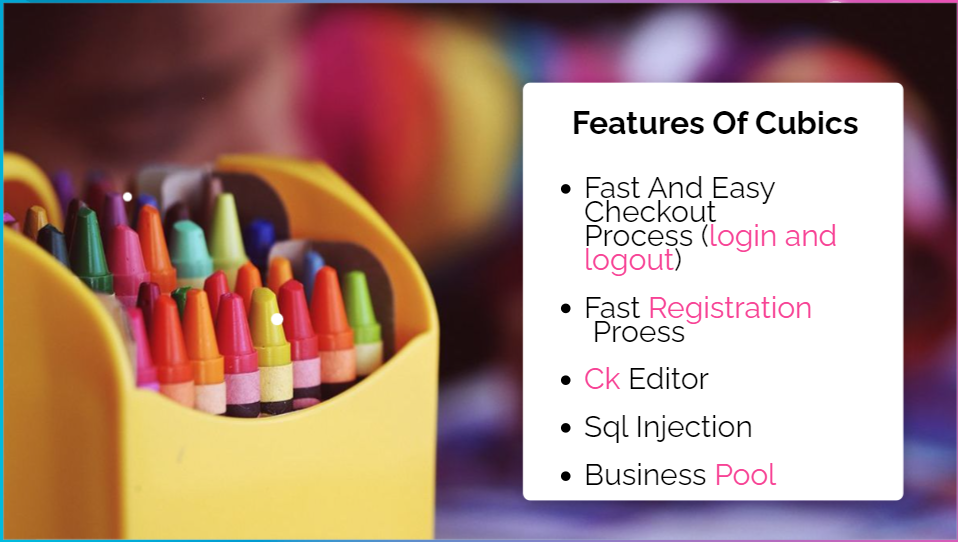 Features Of Cubics
Fast And Easy
Checkout
Process (login and
logout)
Fast Registration
Proess
Ck Editor
Sql Injection
Business Pool